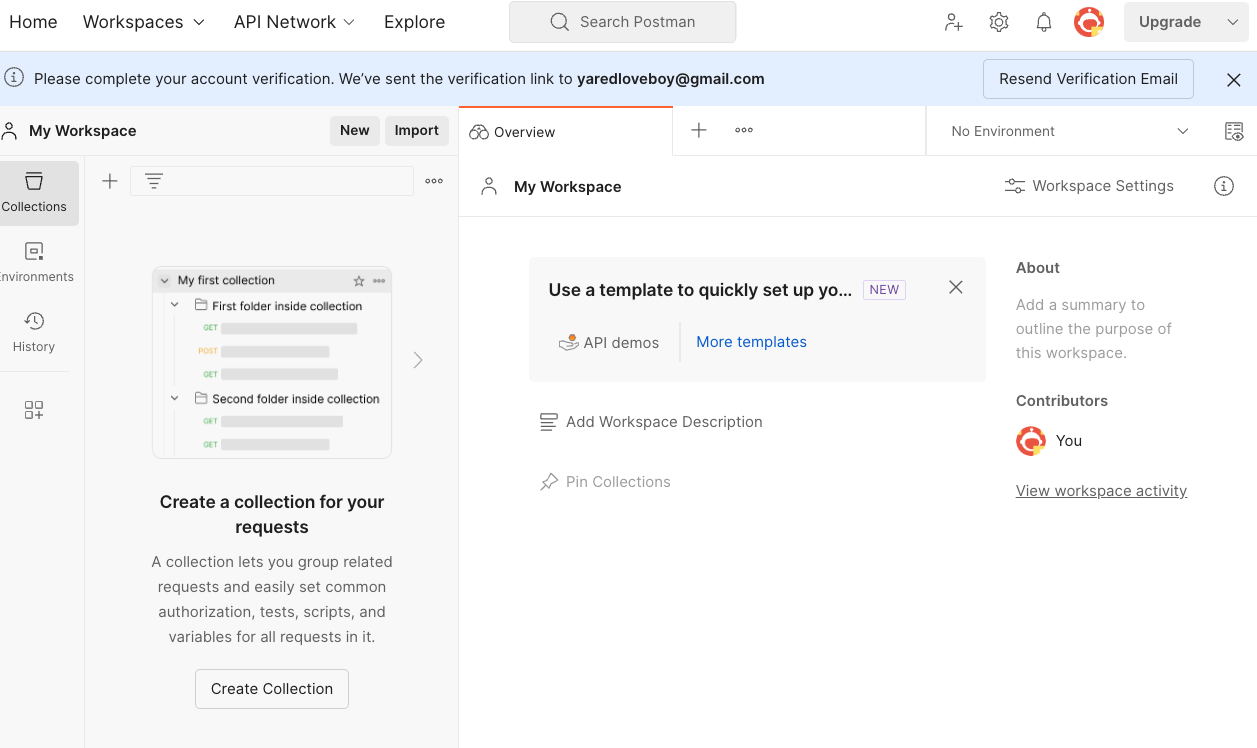 Home Workspaces API Network Explore Search Postman Upgrade
Please complete your account verification. We've sent the verification link to yaredloveboy@gmail.com Resend Verification Email
My Workspace New Import
Overview
No Environment
Collections
nvironments
History
My first collection
First folder inside collection
GET
POST
GET
Second folder inside collection
GET
GET
Create a collection for your
requests
A collection lets you group related
requests and easily set common
authorization, tests, scripts, and
variables for all requests in it.
Create Collection
My Workspace Workspace Settings
Use a template to quickly set up yo... NEW
API demos More templates
Add Workspace Description
Pin Collections
About
Add a summary to
outline the purpose of
this workspace.
Contributors
You
View workspace activity